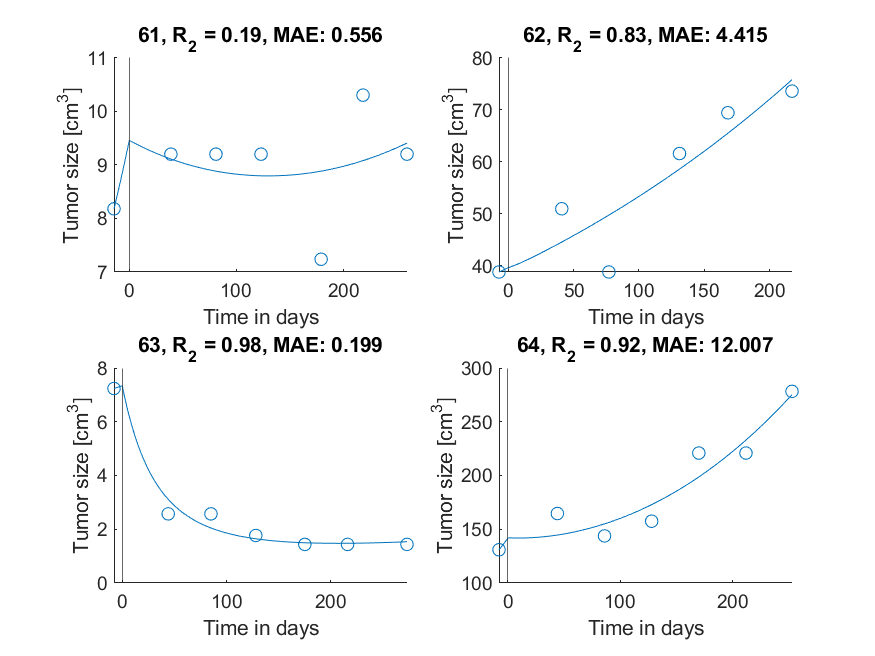 61, R₂ = 0.19, MAE: 0.556
11
10
9
8
7
Tumor size [cm³]
0 100 200
Time in days
62, R₂ = 0.83, MAE: 4.415
80
70
60
50
40
Tumor size [cm³]
0 50 100 150 200
Time in days
63, R₂ = 0.98, MAE: 0.199
8
6
4
2
0
Tumor size [cm³]
0 100 200
Time in days
64, R₂ = 0.92, MAE: 12.007
300
250
200
150
100
Tumor size [cm³]
0 100 200
Time in days